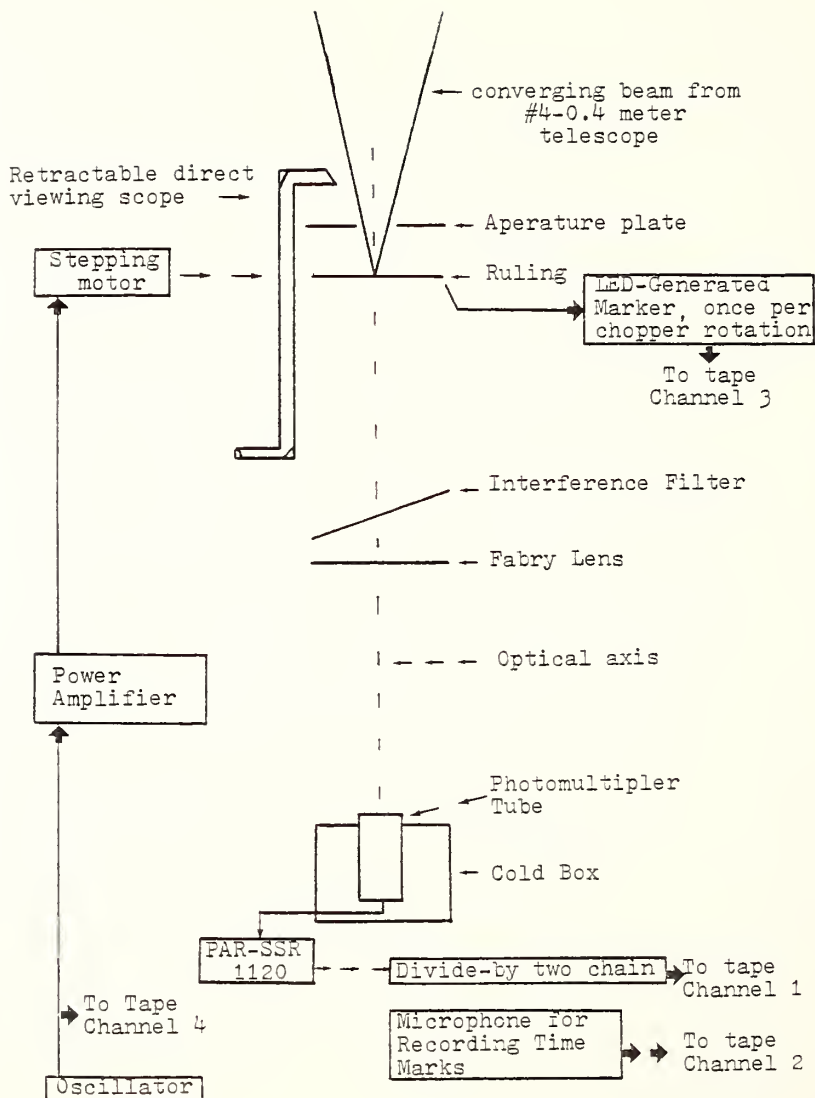 converging beam from
#4-0.4 meter
telescope
Retractable direct
viewing scope
Aperature plate
Stepping
motor
Ruling
LED-Generated
Marker, once per
chopper rotation
To tape
Channel 3
Interference Filter
Fabry Lens
Optical axis
Power
Amplifier
Photomultipler
Tube
Cold Box
PAR-SSR
1120
Divide-by two chain
To tape
Channel 1
To Tape
Channel 4
Microphone for
Recording Time
Marks
To tape
Channel 2
Oscillator